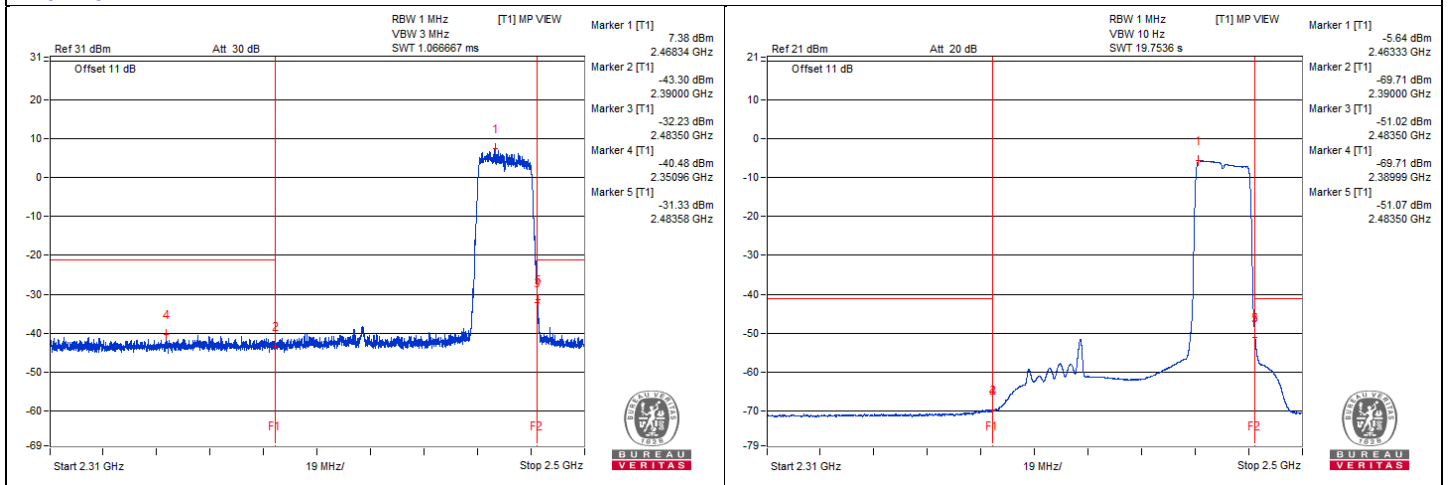 RBW 1 MHz [T1] MP VIEW
VBW 3 MHz
Ref 31 dBm Att 30 dB SWT 1.066667 ms
Offset 11 dB
31
20
10
0
-10
-20
-30
-40
-50
-60
-69
1
4
2
5
F1
F2
Start 2.31 GHz 19 MHz/ Stop 2.5 GHz
Marker 1 [T1]
7.38 dBm
2.46834 GHz
Marker 2 [T1]
-43.30 dBm
2.39000 GHz
Marker 3 [T1]
-32.23 dBm
2.48350 GHz
Marker 4 [T1]
-40.48 dBm
2.35096 GHz
Marker 5 [T1]
-31.33 dBm
2.48358 GHz
BUREAU VERITAS
1828
BUREAU
VERITAS
RBW 1 MHz [T1] MP VIEW
VBW 10 Hz
Ref 21 dBm Att 20 dB SWT 19.7536 s
Offset 11 dB
21
10
0
-10
-20
-30
-40
-50
-60
-70
-79
1
5
F1
F2
Start 2.31 GHz 19 MHz/ Stop 2.5 GHz
Marker 1 [T1]
-5.64 dBm
2.46333 GHz
Marker 2 [T1]
-69.71 dBm
2.39000 GHz
Marker 3 [T1]
-51.02 dBm
2.48350 GHz
Marker 4 [T1]
-69.71 dBm
2.38999 GHz
Marker 5 [T1]
-51.07 dBm
2.48350 GHz
BUREAU VERITAS
1828
BUREAU
VERITAS